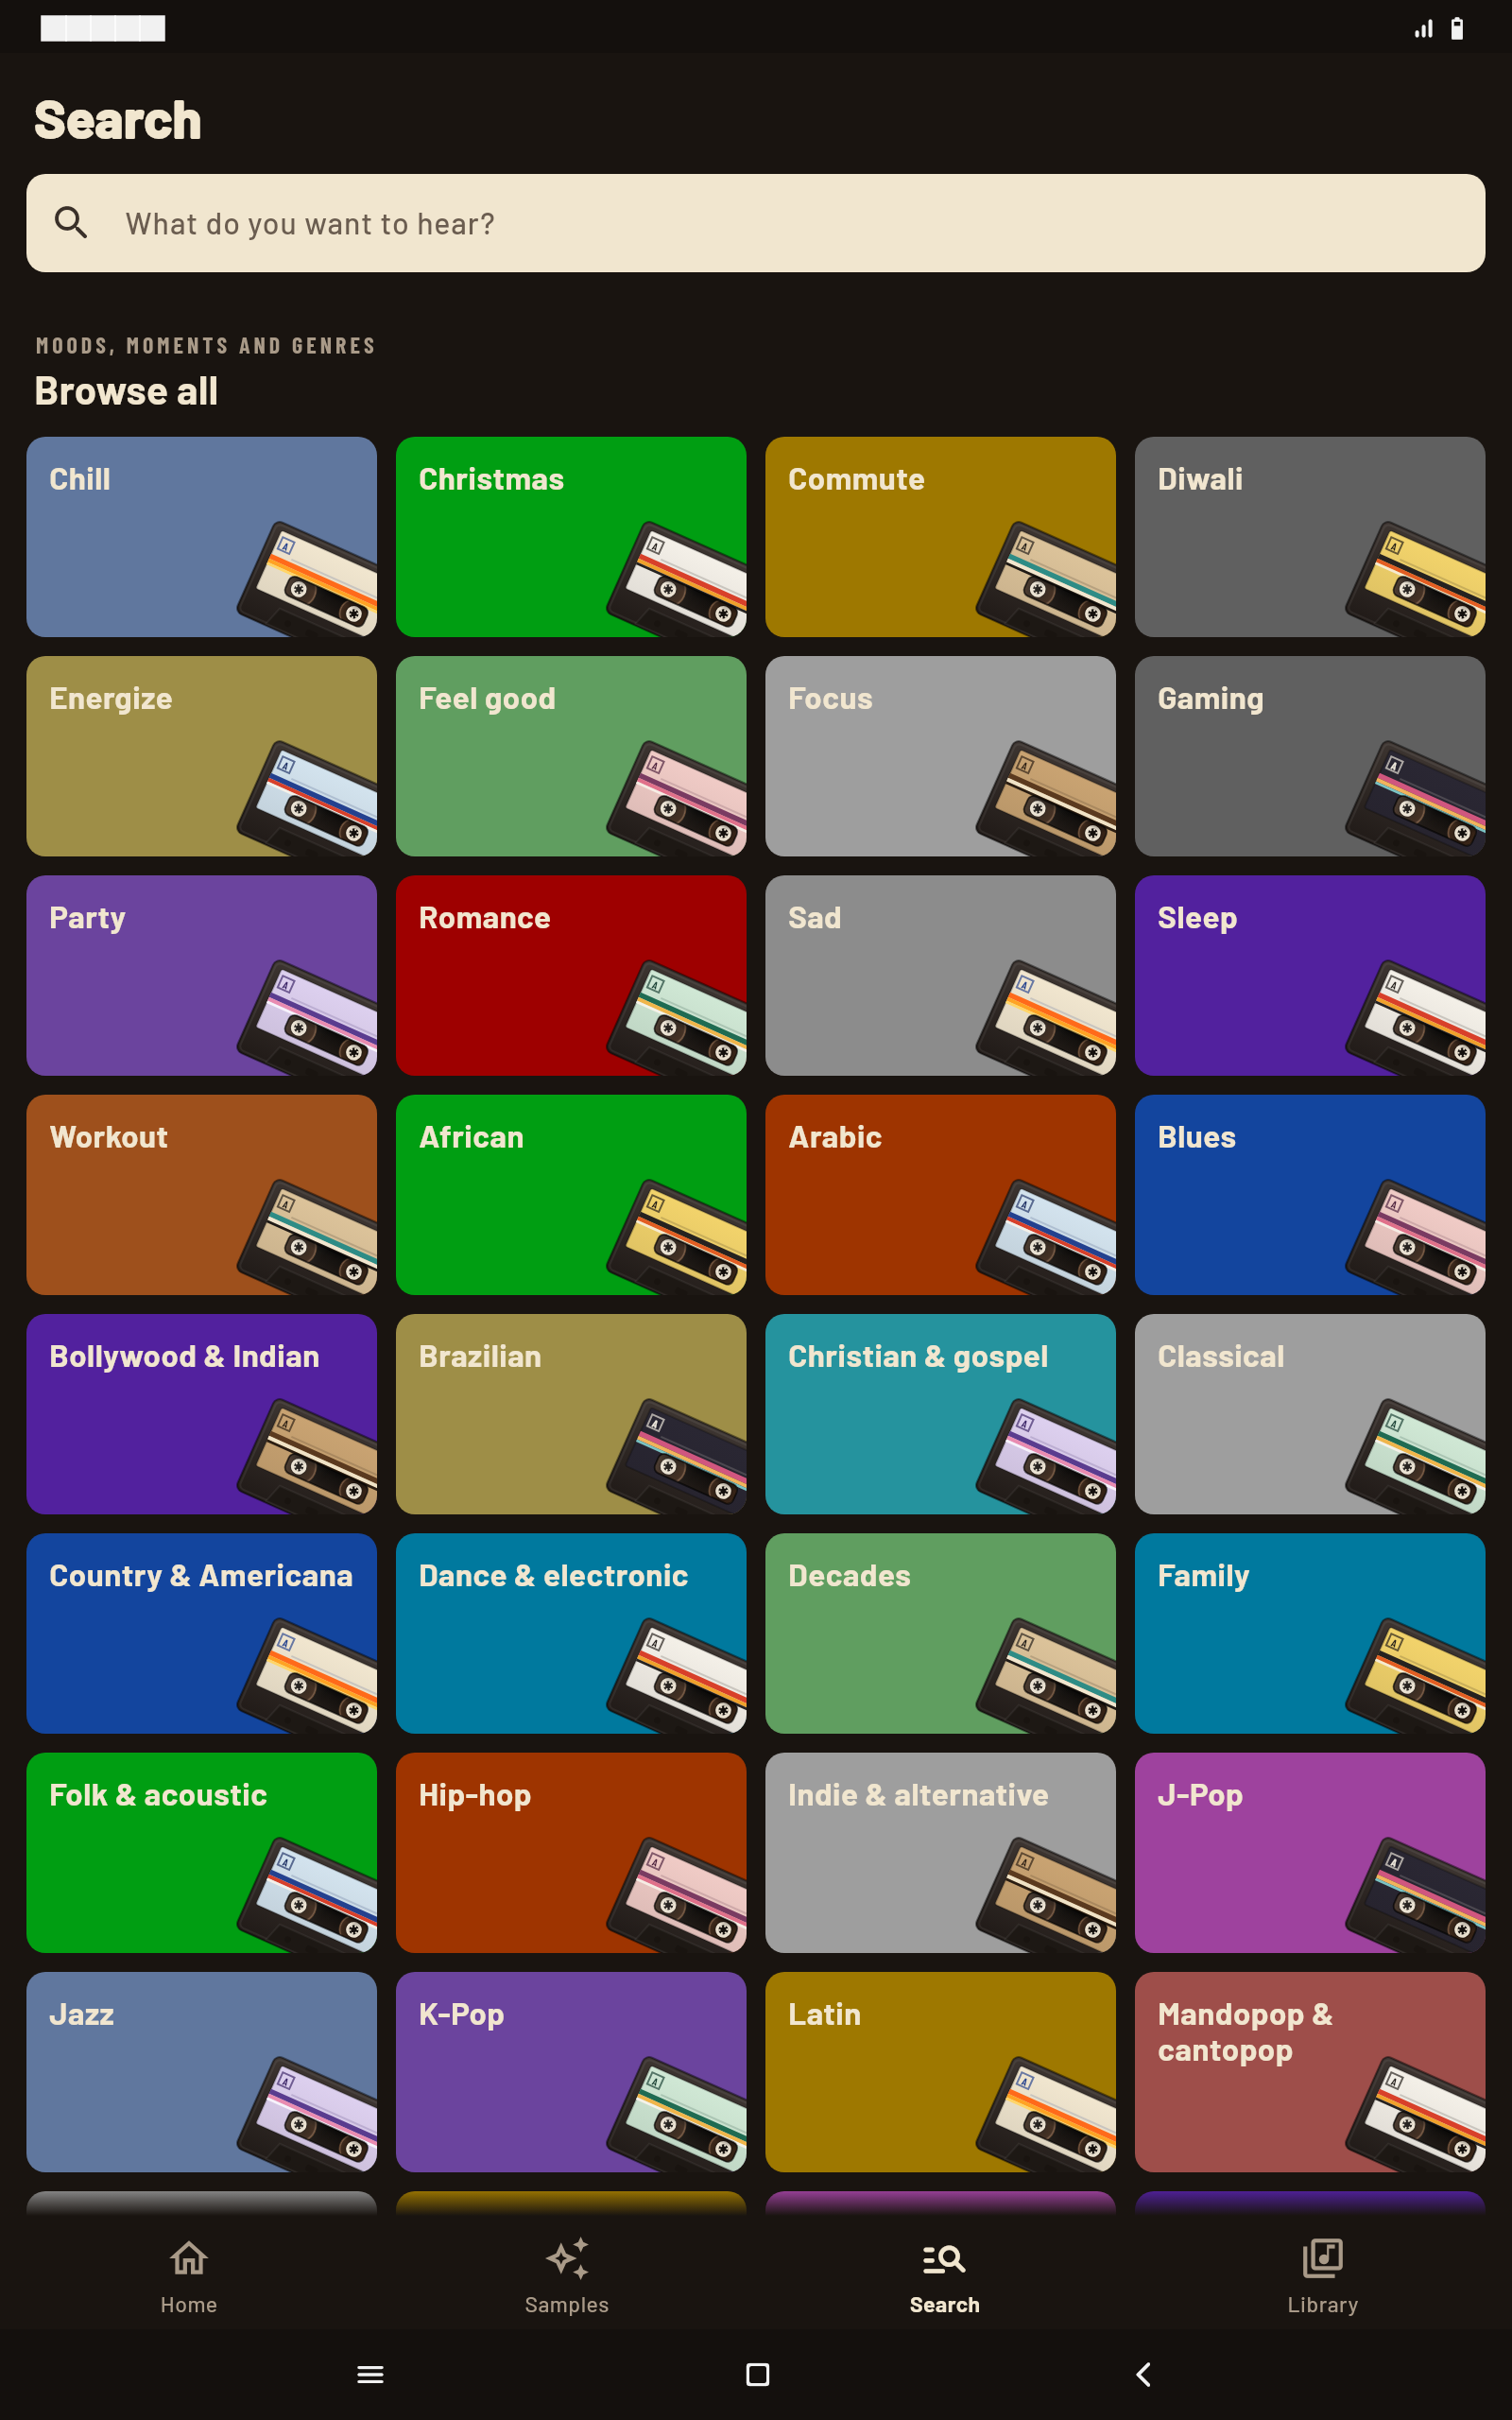 Search
What do you want to hear?
MOODS, MOMENTS AND GENRES
Browse all
Chill
Christmas
Commute
Diwali
Energize
Feel good
Focus
Gaming
Party
Romance
Sad
Sleep
Workout
African
Arabic
Blues
Bollywood & Indian
Brazilian
Christian & gospel
Classical
Country & Americana
Dance & electronic
Decades
Family
Folk & acoustic
Hip-hop
Indie & alternative
J-Pop
Jazz
K-Pop
Latin
Mandopop &
cantopop
Home
Samples
Search
Library